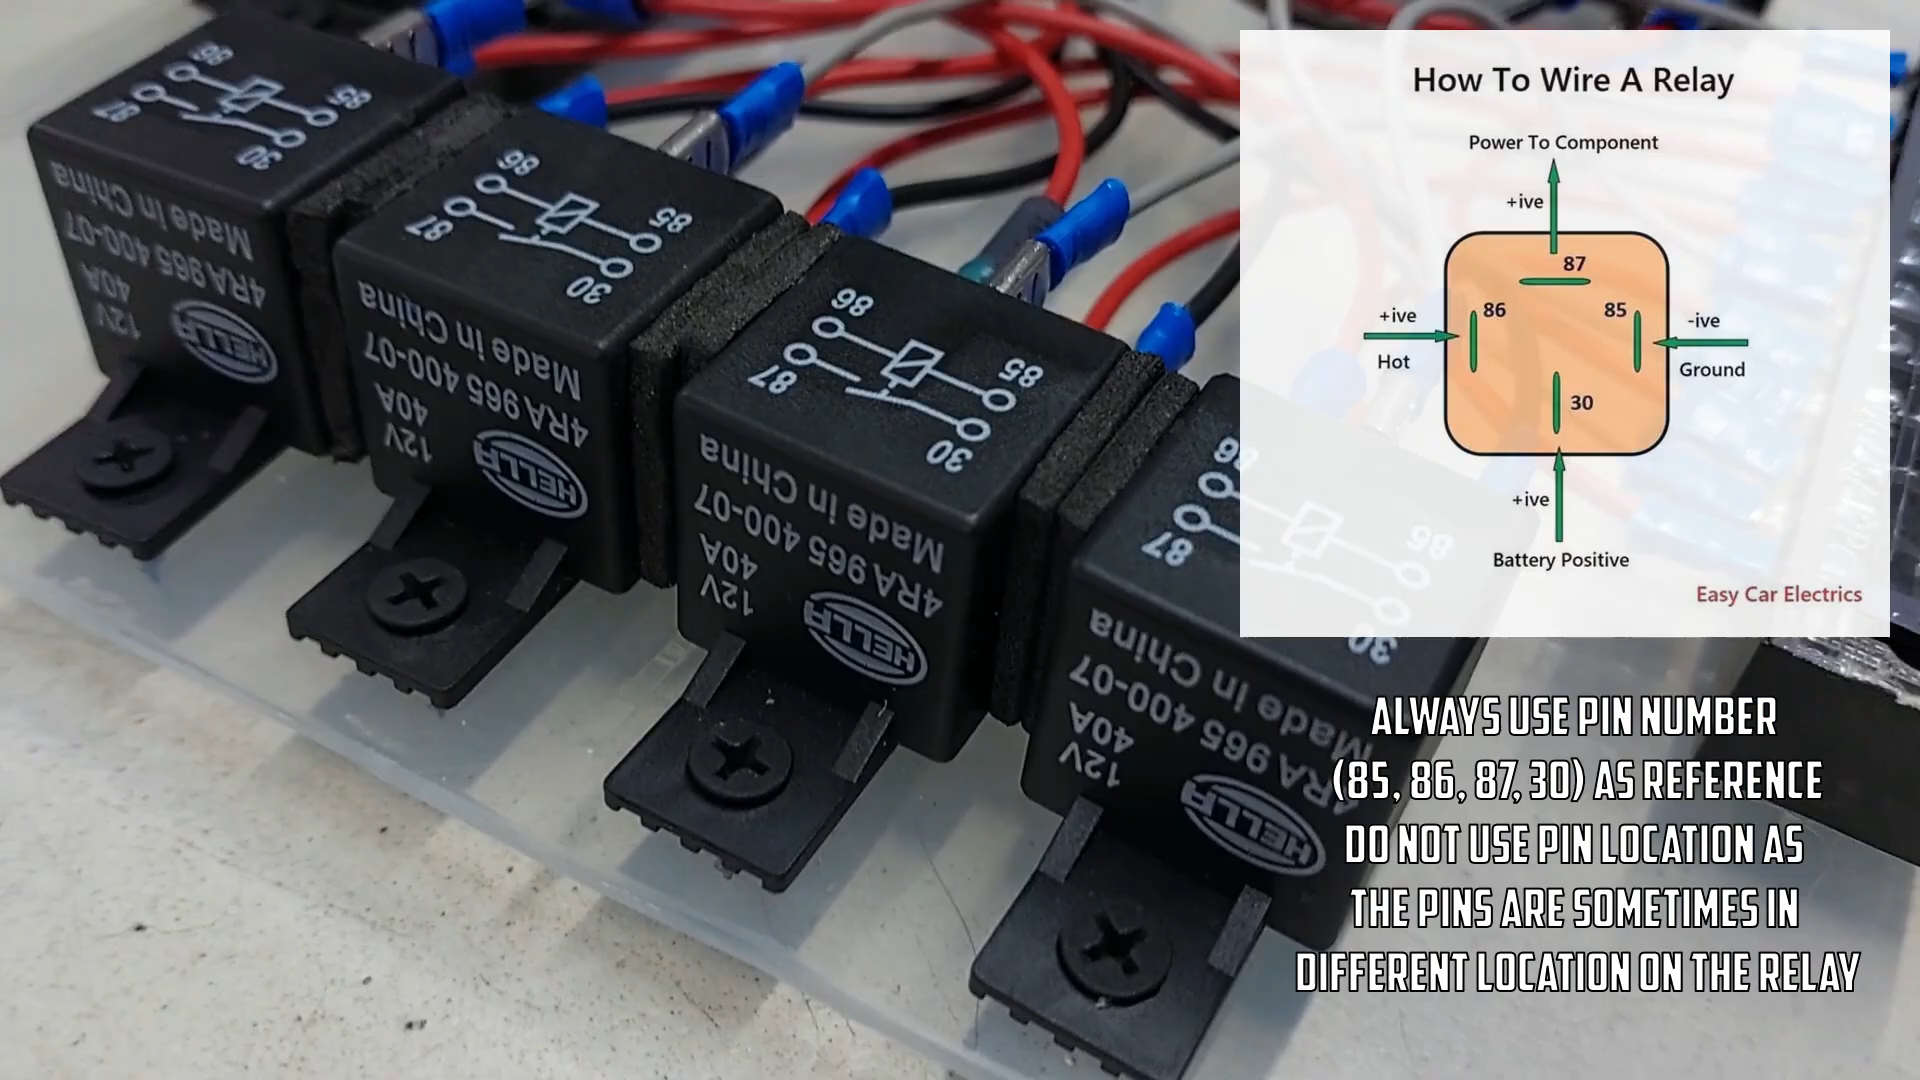 86
87
85
30
Made in China
4RA 965 400-07
40A
12V
HELLA
86
87
85
30
Made in China
4RA 965 400-07
40A
12V
HELLA
86
87
85
30
Made in China
4RA 965 400-07
40A
12V
HELLA
86
87
85
30
Made in China
4RA 965 400-07
40A
12V
HELLA
How To Wire A Relay
Power To Component
+ive
87
86
85
+ive
Hot
-ive
Ground
30
+ive
Battery Positive
Easy Car Electrics
ALWAYS USE PIN NUMBER
(85, 86, 87, 30) AS REFERENCE
DO NOT USE PIN LOCATION AS
THE PINS ARE SOMETIMES IN
DIFFERENT LOCATION ON THE RELAY